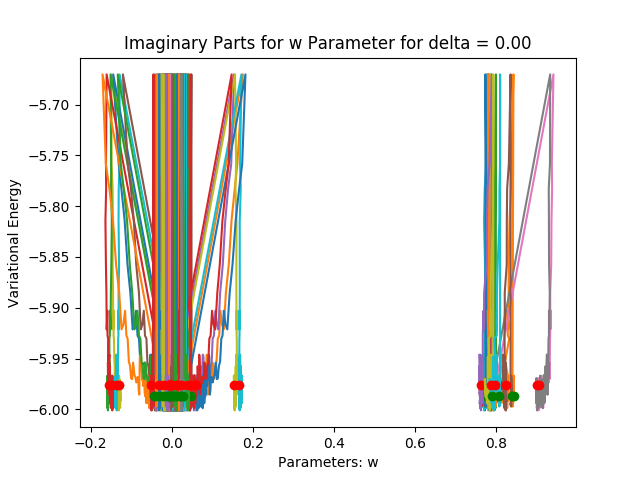 Imaginary Parts for w Parameter for delta = 0.00
Variational Energy
−5.70
−5.75
−5.80
−5.85
−5.90
−5.95
−6.00
−0.2 0.0 0.2 0.4 0.6 0.8
Parameters: w